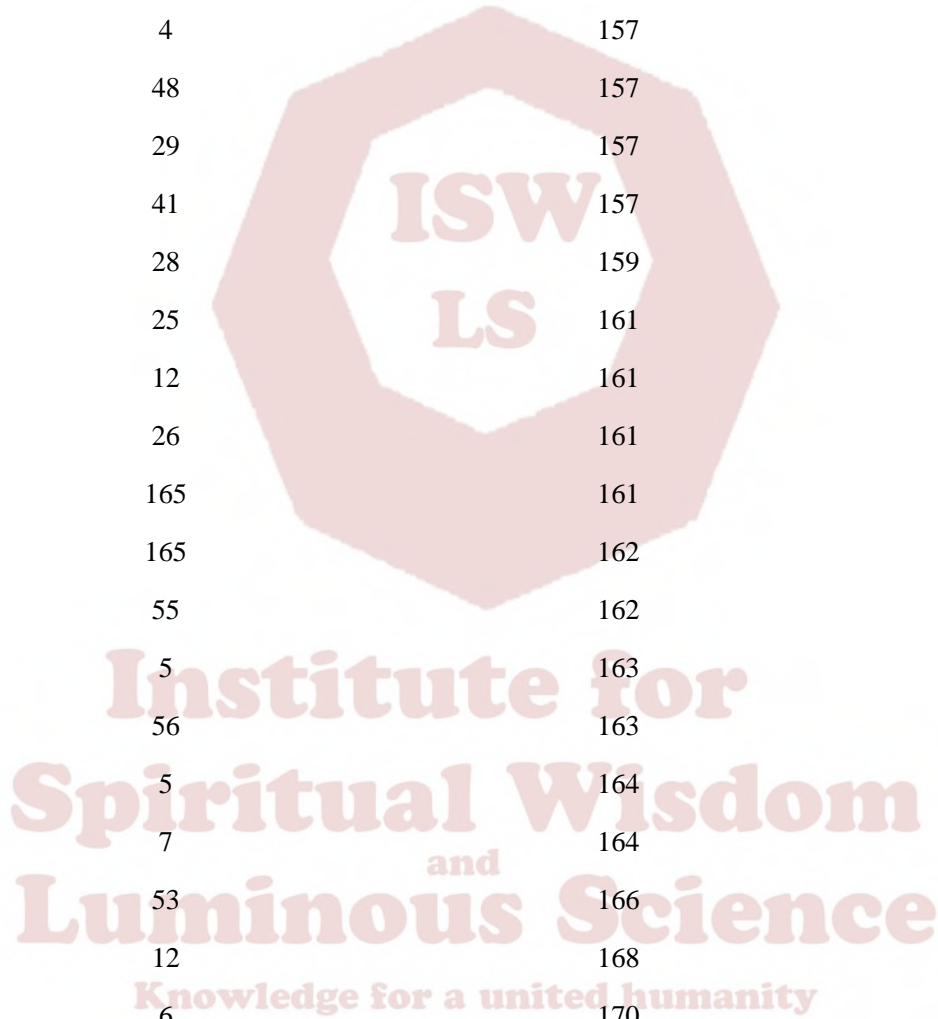 4 157
48 157
29 157
ISW
41 157
28 159
LS
25 161
12 161
26 161
165 161
165 162
55 162
Institute for
5 163
56 163
Spiritual Wisdom
5 164
7 164
and
Luminous Science
53 166
12 168
Knowledge for a united humanity
6 170